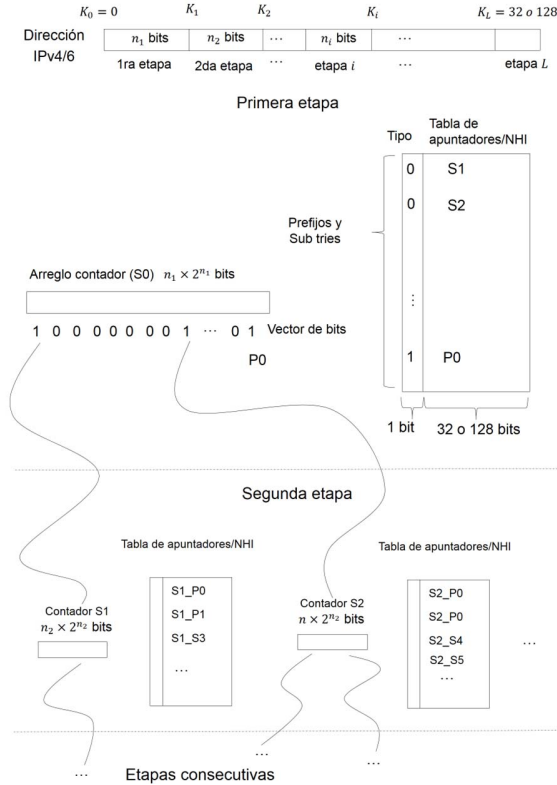 K₀ = 0 K₁ K₂ Kᵢ K_L = 32 o 128
Dirección IPv4/6
n₁ bits n₂ bits ... nᵢ bits ...
1ra etapa 2da etapa ... etapa i ... etapa L
Primera etapa
Tipo
Tabla de apuntadores/NHI
0 S1
0 S2
Prefijos y Sub tries
⋮
1 P0
1 bit
32 o 128 bits
Arreglo contador (S0) n₁ × 2^n₁ bits
1 0 0 0 0 0 0 0 1 ... 0 1 Vector de bits
P0
Segunda etapa
Tabla de apuntadores/NHI
Contador S1
n₂ × 2^n₂ bits
S1_P0
S1_P1
S1_S3
...
Contador S2
n × 2^n₂ bits
Tabla de apuntadores/NHI
S2_P0
S2_P0
S2_S4
S2_S5
...
...
...
...
...
Etapas consecutivas